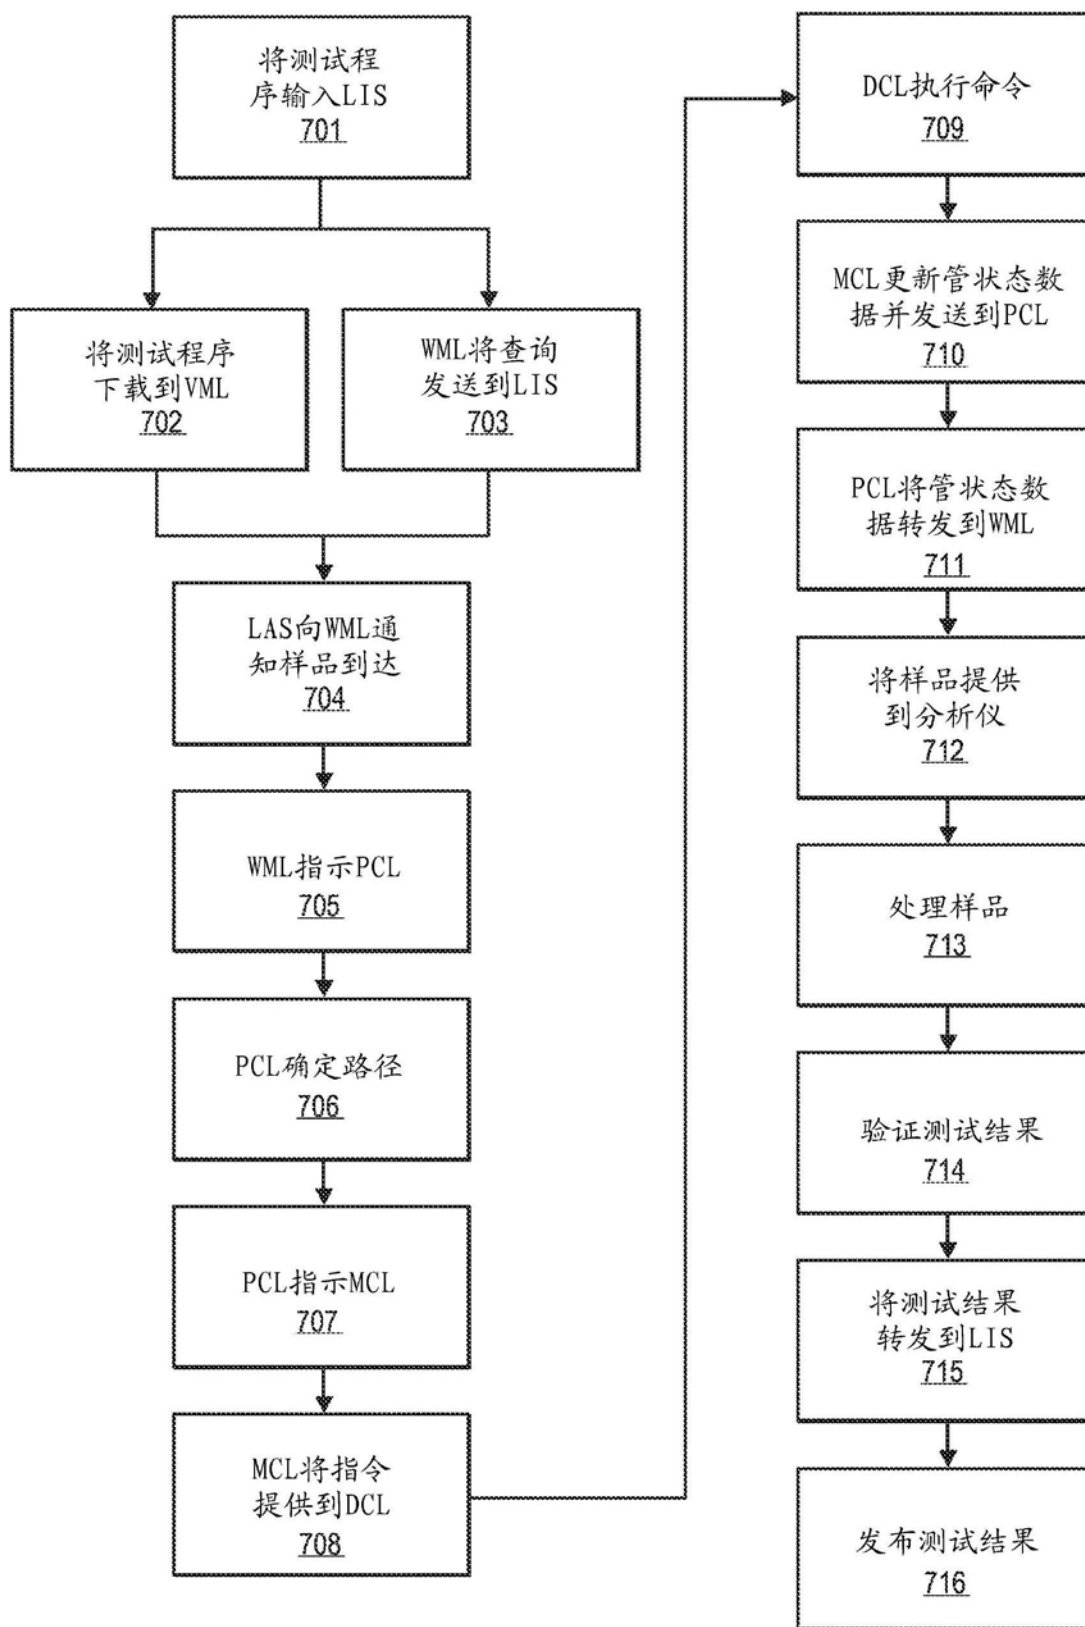 将测试程
序输入LIS
701
将测试程序
下载到VML
702
WML将查询
发送到LIS
703
LAS向WML通
知样品到达
704
WML指示PCL
705
PCL确定路径
706
PCL指示MCL
707
MCL将指令
提供到DCL
708
DCL执行命令
709
MCL更新管状态数
据并发送到PCL
710
PCL将管状态数
据转发到WML
711
将样品提供
到分析仪
712
处理样品
713
验证测试结果
714
将测试结果
转发到LIS
715
发布测试结果
716